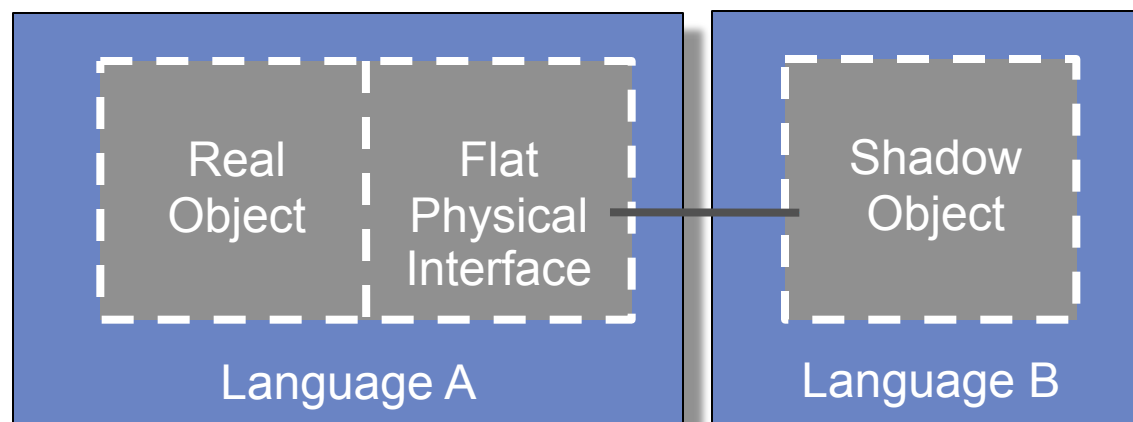 Real
Object
Flat
Physical
Interface
Language A
Shadow
Object
Language B